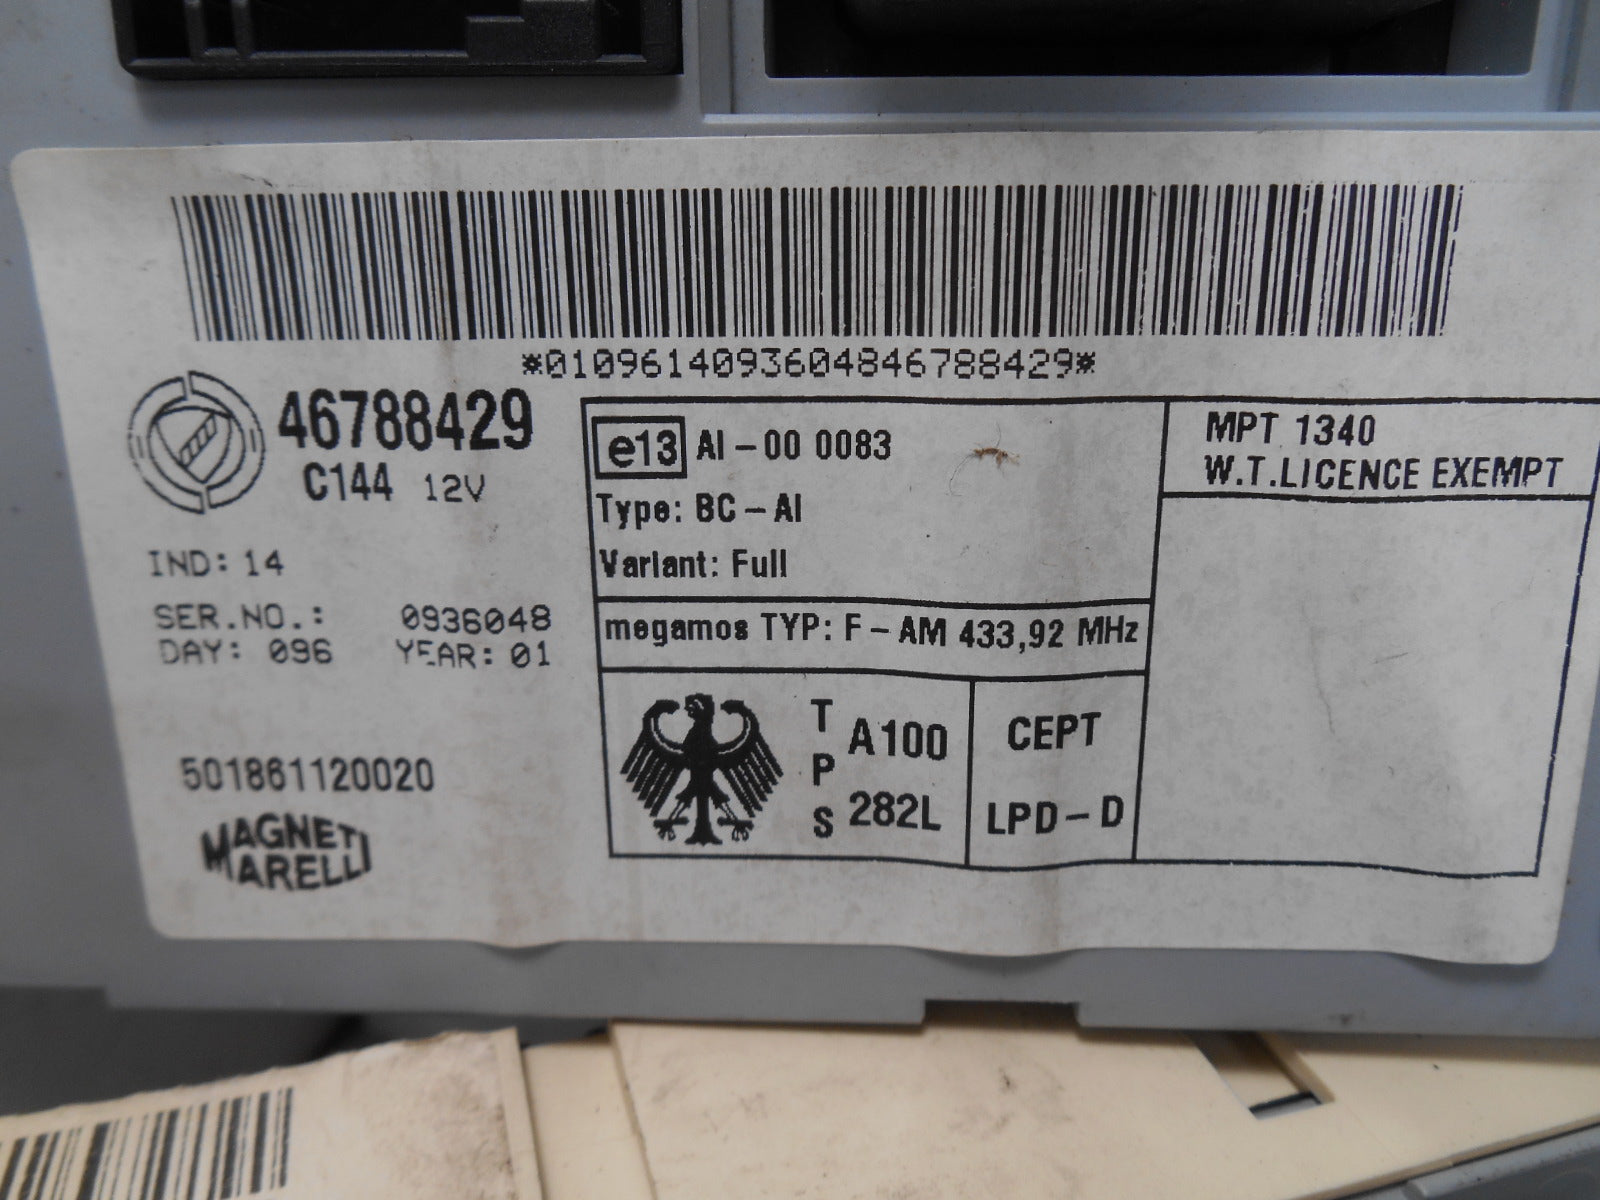 *0109614093604846788429*
46788429
C144 12V
IND: 14
SER.NO.: 0936048
DAY: 096 YEAR: 01
501861120020
MAGNETI
MARELLI
e13 AI-00 0083
Type: BC-AI
Variant: Full
megamos TYP: F-AM 433,92 MHz
TPS
A100
282L
CEPT
LPD-D
MPT 1340
W.T.LICENCE EXEMPT